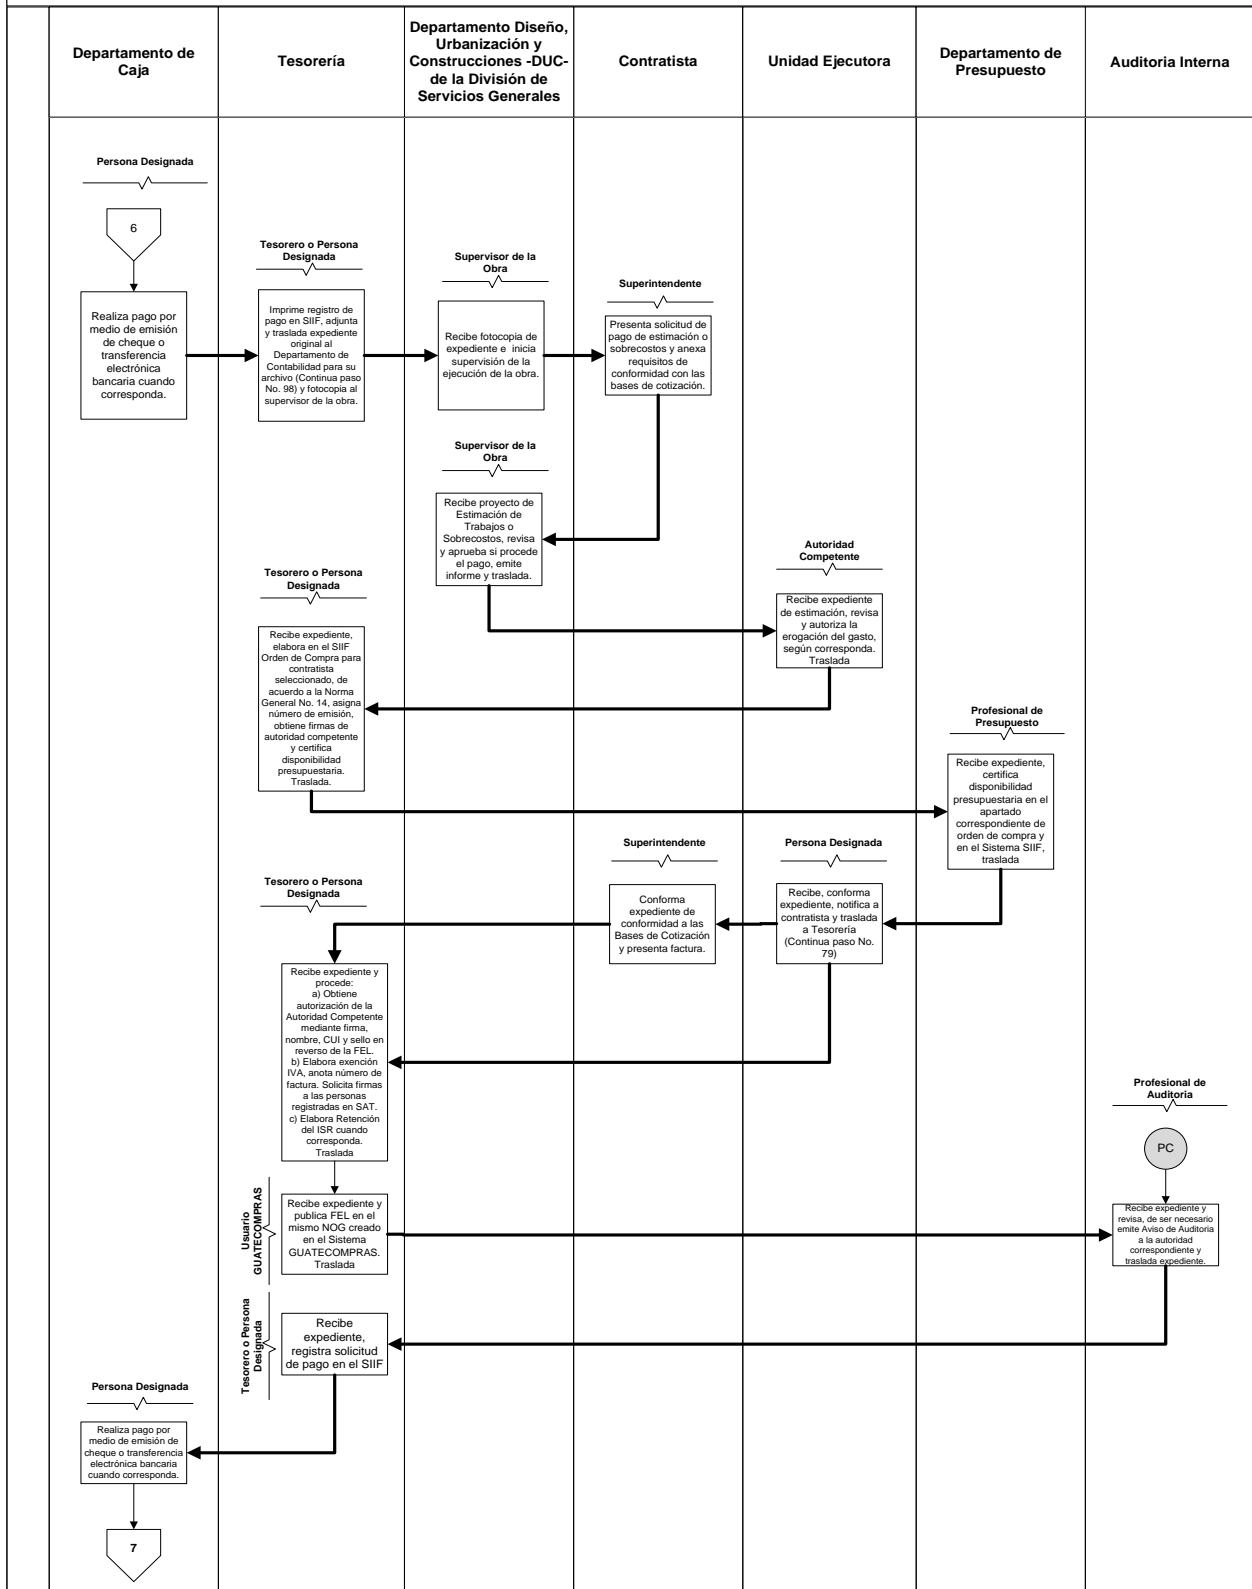 Departamento de
Caja
Tesorería
Departamento Diseño,
Urbanización y
Construcciones -DUC-
de la División de
Servicios Generales
Contratista
Unidad Ejecutora
Departamento de
Presupuesto
Auditoria Interna
Persona Designada
6
Realiza pago por
medio de emisión
de cheque o
transferencia
electrónica
bancaria cuando
corresponda.
Tesorero o Persona
Designada
Imprime registro de
pago en SIIF, adjunta
y traslada expediente
original al
Departamento de
Contabilidad para su
archivo (Continua paso
No. 98) y fotocopia al
supervisor de la obra.
Supervisor de la
Obra
Recibe fotocopia de
expediente e inicia
supervisión de la
ejecución de la obra.
Superintendente
Presenta solicitud de
pago de estimación o
sobrecostos y anexa
requisitos de
conformidad con las
bases de cotización.
Supervisor de la
Obra
Recibe proyecto de
Estimación de
Trabajos o
Sobrecostos, revisa
y aprueba si procede
el pago, emite
informe y traslada.
Autoridad
Competente
Recibe expediente
de estimación, revisa
y autoriza la
erogación del gasto,
según corresponda.
Traslada
Tesorero o Persona
Designada
Recibe expediente,
elabora en el SIIF
Orden de Compra para
contratista
seleccionado, de
acuerdo a la Norma
General No. 14, asigna
número de emisión,
obtiene firmas de
autoridad competente
y certifica
disponibilidad
presupuestaria.
Traslada.
Profesional de
Presupuesto
Recibe expediente,
certifica
disponibilidad
presupuestaria en el
apartado
correspondiente de
orden de compra y
en el Sistema SIIF,
traslada
Persona Designada
Recibe, conforma
expediente, notifica a
contratista y traslada
a Tesorería
(Continua paso No.
79)
Superintendente
Conforma
expediente de
conformidad a las
Bases de Cotización
y presenta factura.
Tesorero o Persona
Designada
Recibe expediente y
procede:
a) Obtiene
autorización de la
Autoridad Competente
mediante firma,
nombre, CUI y sello en
reverso de la FEL.
b) Elabora exención
IVA, anota número de
factura. Solicita firmas
a las personas
registradas en SAT.
c) Elabora Retención
del ISR cuando
corresponda.
Traslada
Usuario
GUATECOMPRAS
Recibe expediente y
publica FEL en el
mismo NOG creado
en el Sistema
GUATECOMPRAS.
Traslada
Profesional de
Auditoria
PC
Recibe expediente y
revisa, de ser necesario
emite Aviso de Auditoria
a la autoridad
correspondiente y
traslada expediente.
Tesorero o Persona
Designada
Recibe
expediente,
registra solicitud
de pago en el SIIF
Persona Designada
Realiza pago por
medio de emisión de
cheque o transferencia
electrónica bancaria
cuando corresponda.
7